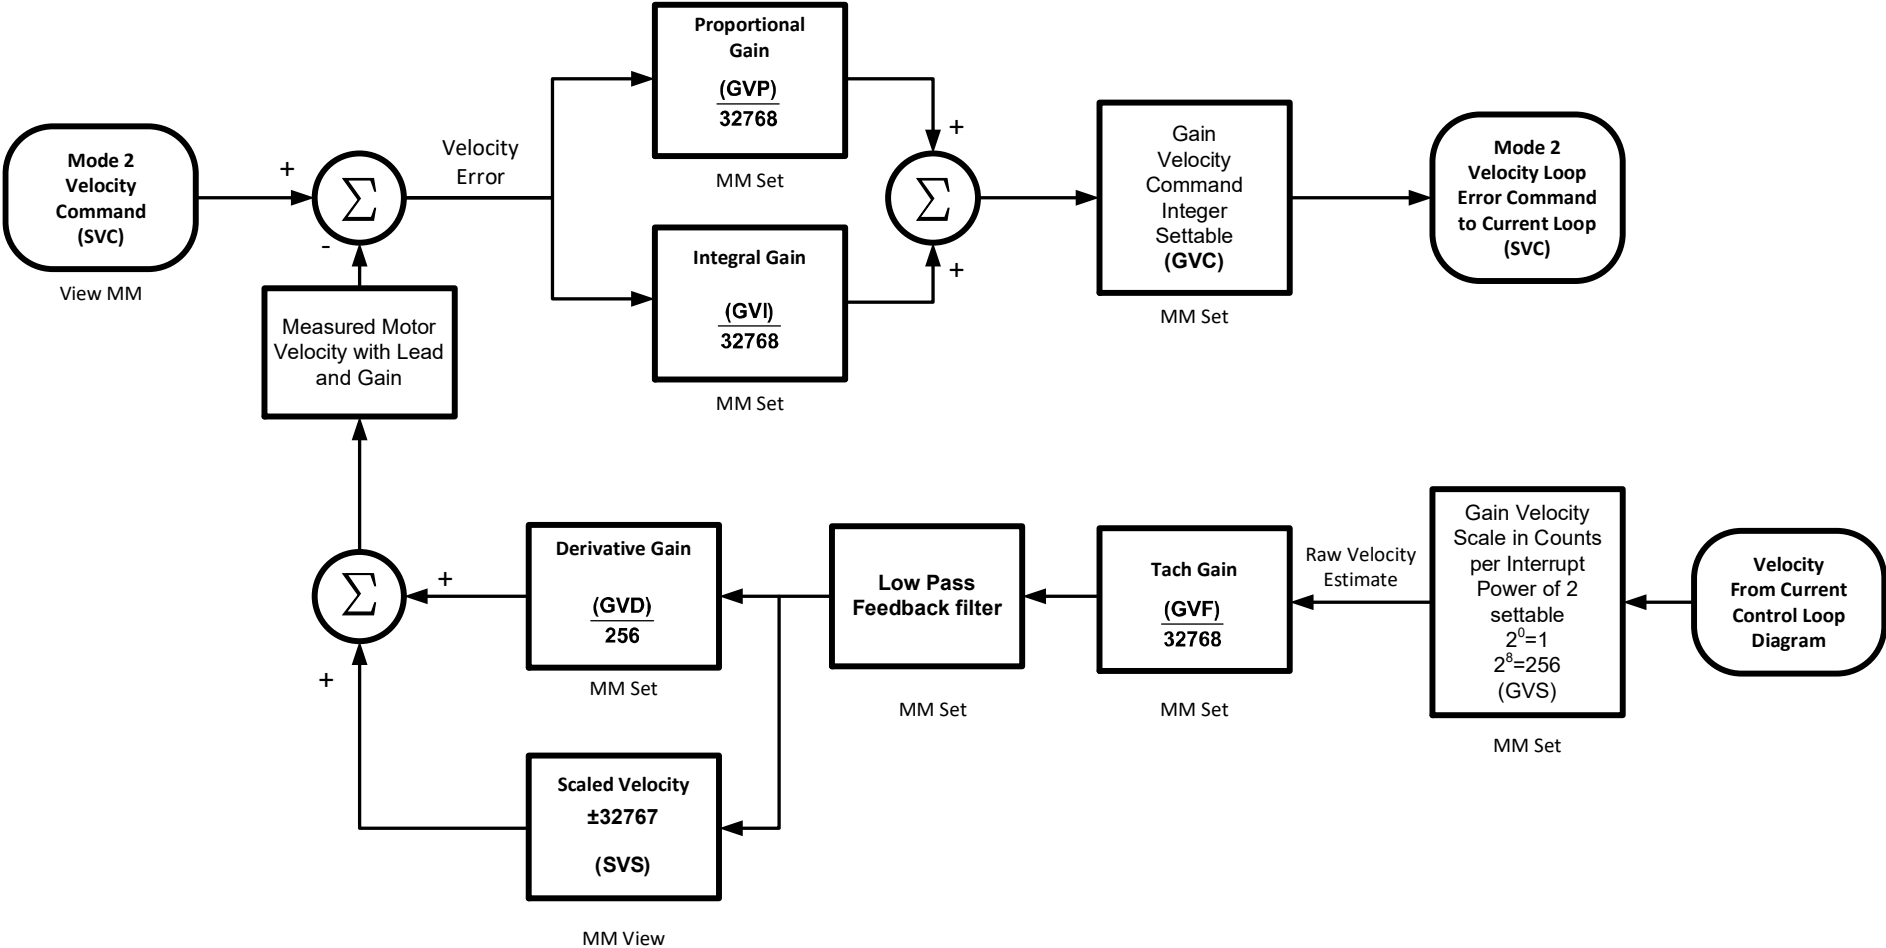 Mode 2
Velocity
Command
(SVC)
View MM
+
-
Σ
Velocity
Error
Proportional
Gain
(GVP)
32768
MM Set
Integral Gain
(GVI)
32768
MM Set
+
+
Σ
Gain
Velocity
Command
Integer
Settable
(GVC)
MM Set
Mode 2
Velocity Loop
Error Command
to Current Loop
(SVC)
Measured Motor
Velocity with Lead
and Gain
Σ
+
+
Derivative Gain
(GVD)
256
MM Set
Scaled Velocity
±32767
(SVS)
MM View
Low Pass
Feedback filter
MM Set
Tach Gain
(GVF)
32768
MM Set
Raw Velocity
Estimate
Gain Velocity
Scale in Counts
per Interrupt
Power of 2
settable
2⁰=1
2⁸=256
(GVS)
MM Set
Velocity
From Current
Control Loop
Diagram